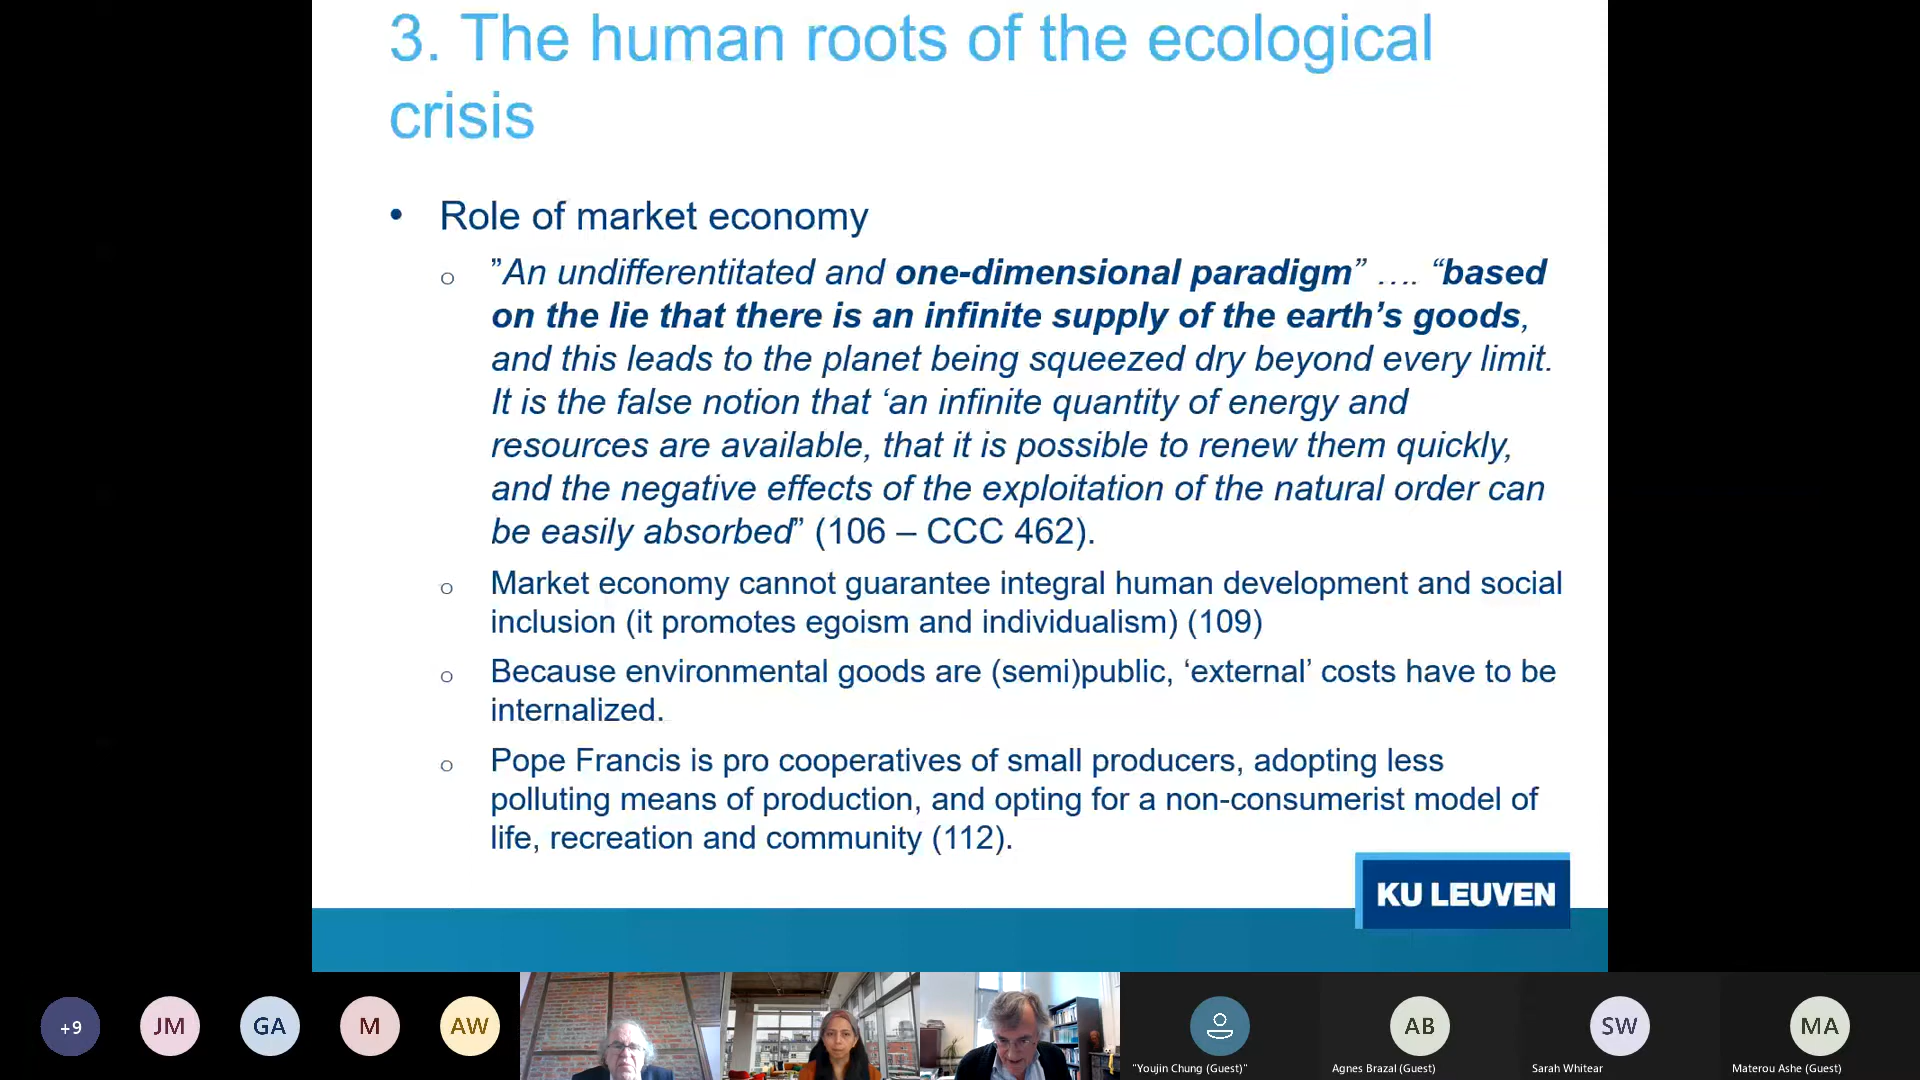 3. The human roots of the ecological
crisis
• Role of market economy
o ”An undifferentitated and one-dimensional paradigm” …. “based
on the lie that there is an infinite supply of the earth’s goods,
and this leads to the planet being squeezed dry beyond every limit.
It is the false notion that ‘an infinite quantity of energy and
resources are available, that it is possible to renew them quickly,
and the negative effects of the exploitation of the natural order can
be easily absorbed” (106 – CCC 462).
o Market economy cannot guarantee integral human development and social
inclusion (it promotes egoism and individualism) (109)
o Because environmental goods are (semi)public, ‘external’ costs have to be
internalized.
o Pope Francis is pro cooperatives of small producers, adopting less
polluting means of production, and opting for a non-consumerist model of
life, recreation and community (112).
KU LEUVEN
+9
JM
GA
M
AW
AB
SW
MA
"Youjin Chung (Guest)"
Agnes Brazal (Guest)
Sarah Whitear
Materou Ashe (Guest)